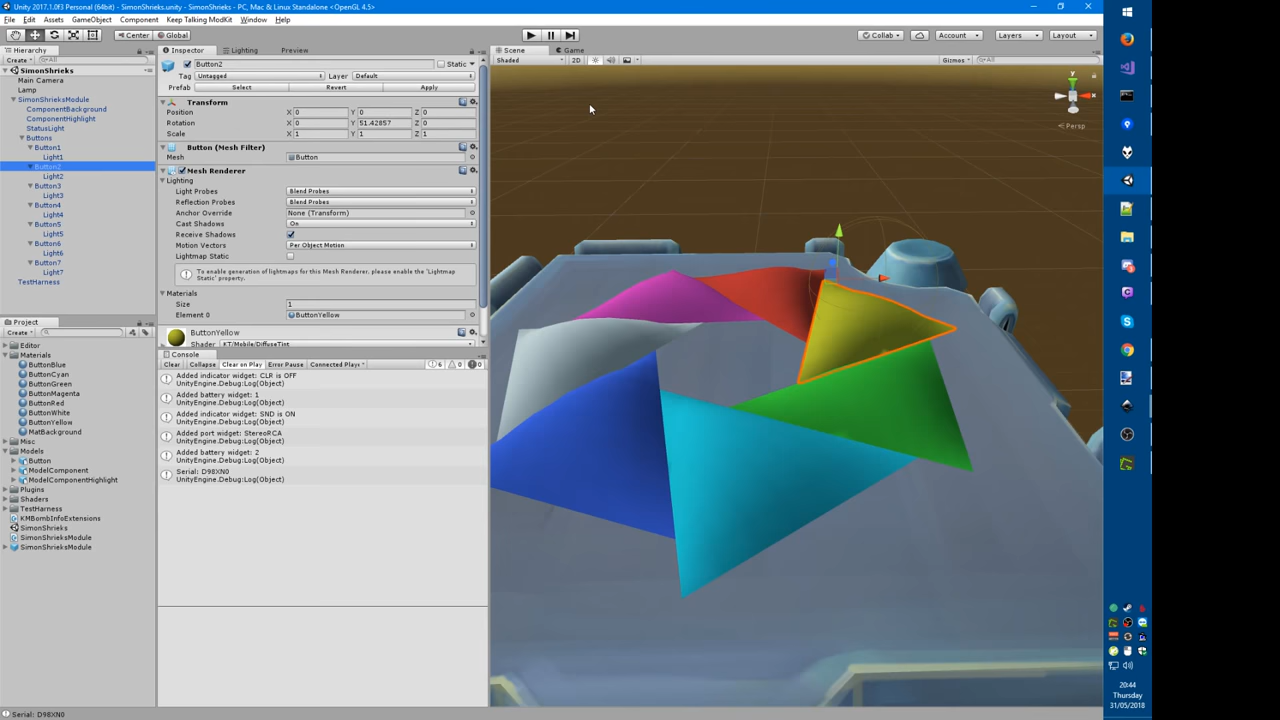 Unity 2017.1.0f3 Personal (64bit) - SimonShrieks.unity - SimonShrieks - PC, Mac & Linux Standalone <OpenGL 4.5>
File Edit Assets GameObject Component Keep Talking ModKit Window Help
Center Global Collab Account Layers Layout
Hierarchy
Create All
SimonShrieks
Main Camera
Lamp
SimonShrieksModule
ComponentBackground
ComponentHighlight
StatusLight
Buttons
Button1
Light1
Button2
Light2
Button3
Light3
Button4
Light4
Button5
Light5
Button6
Light6
Button7
Light7
TestHarness
Project
Create
Editor
Materials
ButtonBlue
ButtonCyan
ButtonGreen
ButtonMagenta
ButtonRed
ButtonWhite
ButtonYellow
MatBackground
Misc
Models
Button
ModelComponent
ModelComponentHighlight
Plugins
Shaders
TestHarness
KMBombInfoExtensions
SimonShrieks
SimonShrieksModule
SimonShrieksModule
Inspector Lighting Preview
Button2 Static
Tag Untagged Layer Default
Prefab Select Revert Apply
Transform
Position X 0 Y 0 Z 0
Rotation X 0 Y 51.42857 Z 0
Scale X 1 Y 1 Z 1
Button (Mesh Filter)
Mesh Button
Mesh Renderer
Lighting
Light Probes Blend Probes
Reflection Probes Blend Probes
Anchor Override None (Transform)
Cast Shadows On
Receive Shadows
Motion Vectors Per Object Motion
Lightmap Static
To enable generation of lightmaps for this Mesh Renderer, please enable the 'Lightmap
Static' property.
Materials
Size 1
Element 0 ButtonYellow
ButtonYellow
Shader KT/Mobile/DiffuseTint
Console
Clear Collapse Clear on Play Error Pause Connected Player 6 0 0
Added indicator widget: CLR is OFF
UnityEngine.Debug:Log(Object)
Added battery widget: 1
UnityEngine.Debug:Log(Object)
Added indicator widget: SND is ON
UnityEngine.Debug:Log(Object)
Added port widget: StereoRCA
UnityEngine.Debug:Log(Object)
Added battery widget: 2
UnityEngine.Debug:Log(Object)
Serial: D98XN0
UnityEngine.Debug:Log(Object)
Scene Game
Shaded 2D Gizmos All
y
x
Persp
Serial: D98XN0
20:44
Thursday
31/05/2018